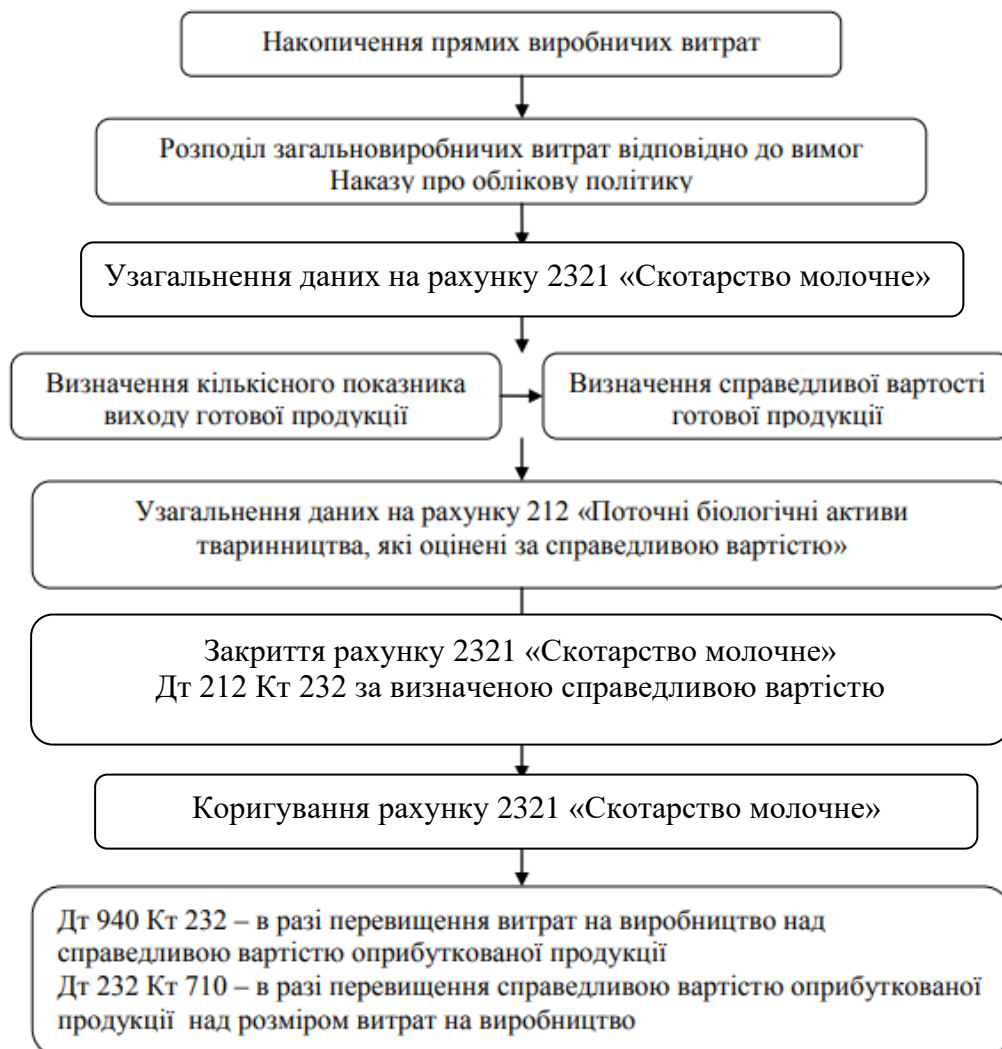 Накопичення прямих виробничих витрат
Розподіл загальновиробничих витрат відповідно до вимог
Наказу про облікову політику
Узагальнення даних на рахунку 2321 «Скотарство молочне»
Визначення кількісного показника
виходу готової продукції
Визначення справедливої вартості
готової продукції
Узагальнення даних на рахунку 212 «Поточні біологічні активи
тваринництва, які оцінені за справедливою вартістю»
Закриття рахунку 2321 «Скотарство молочне»
Дт 212 Кт 232 за визначеною справедливою вартістю
Коригування рахунку 2321 «Скотарство молочне»
Дт 940 Кт 232 – в разі перевищення витрат на виробництво над
справедливою вартістю оприбуткованої продукції
Дт 232 Кт 710 – в разі перевищення справедливою вартістю оприбуткованої
продукції над розміром витрат на виробництво